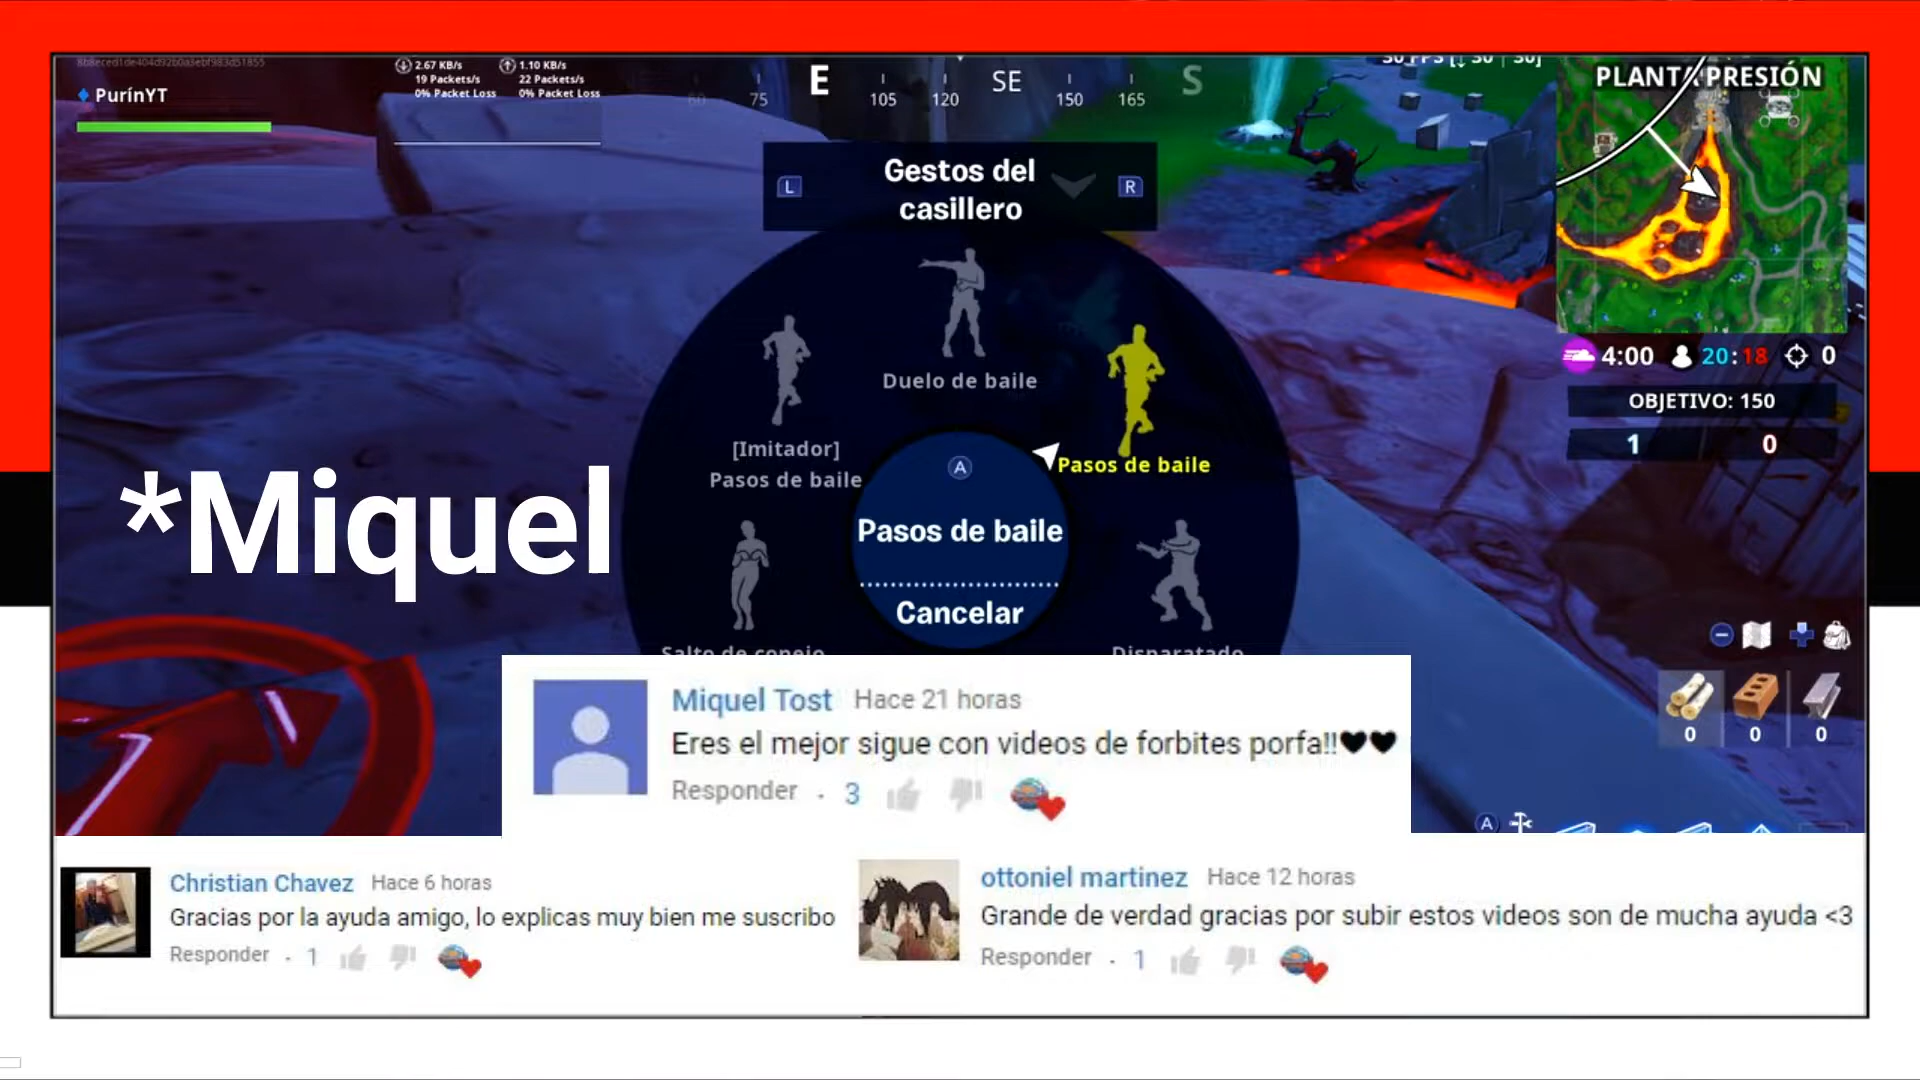 PurínYT
2.67 KB/s
19 Packets/s
0% Packet Loss
1.10 KB/s
22 Packets/s
0% Packet Loss
60 75 E 105 120 SE 150 165 S
PLANTA PRESIÓN
L
Gestos del
casillero
R
Duelo de baile
[Imitador]
Pasos de baile
Pasos de baile
A
Pasos de baile
Cancelar
Salto de conejo
Disparatado
4:00 20:18 0
OBJETIVO: 150
1 0
0 0 0
A
*Miquel
Miquel Tost Hace 21 horas
Eres el mejor sigue con videos de forbites porfa!!♥♥
Responder · 3
Christian Chavez Hace 6 horas
Gracias por la ayuda amigo, lo explicas muy bien me suscribo
Responder · 1
ottoniel martinez Hace 12 horas
Grande de verdad gracias por subir estos videos son de mucha ayuda <3
Responder · 1